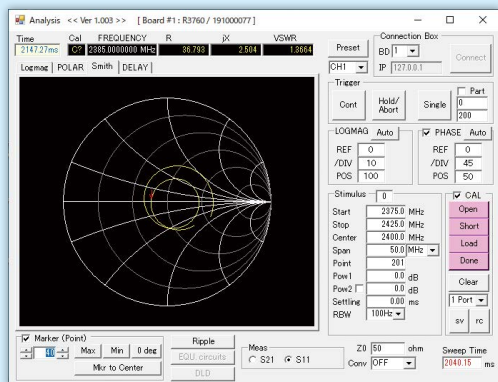 Analysis << Ver 1.003 >> [ Board #1 : R3760 / 191000077 ]
Time Cal FREQUENCY R jX VSWR
2147.27ms C? 2385.0000000 MHz 36.793 2.504 1.3664
Logmag POLAR Smith DELAY
Preset
CH1
Connection Box
BD 1
IP 127.0.0.1
Connect
Trigger
Cont Hold/Abort Single
Part
0
200
LOGMAG Auto
REF 0
/DIV 10
POS 100
PHASE Auto
REF 0
/DIV 45
POS 50
Stimulus 0
Start 2375.0 MHz
Stop 2425.0 MHz
Center 2400.0 MHz
Span 50.0 MHz
Point 201
Pow1 0.0 dB
Pow2 0.0 dB
Settling 0.00 ms
RBW 100Hz
CAL
Open
Short
Load
Done
Clear
1 Port
sv rc
Marker (Point)
40 Max Min 0 deg
Mkr to Center
Ripple
EQU. circuits
DLD
Meas
S21 S11
Z0 50 ohm
Conv OFF
Sweep Time
2040.15 ms